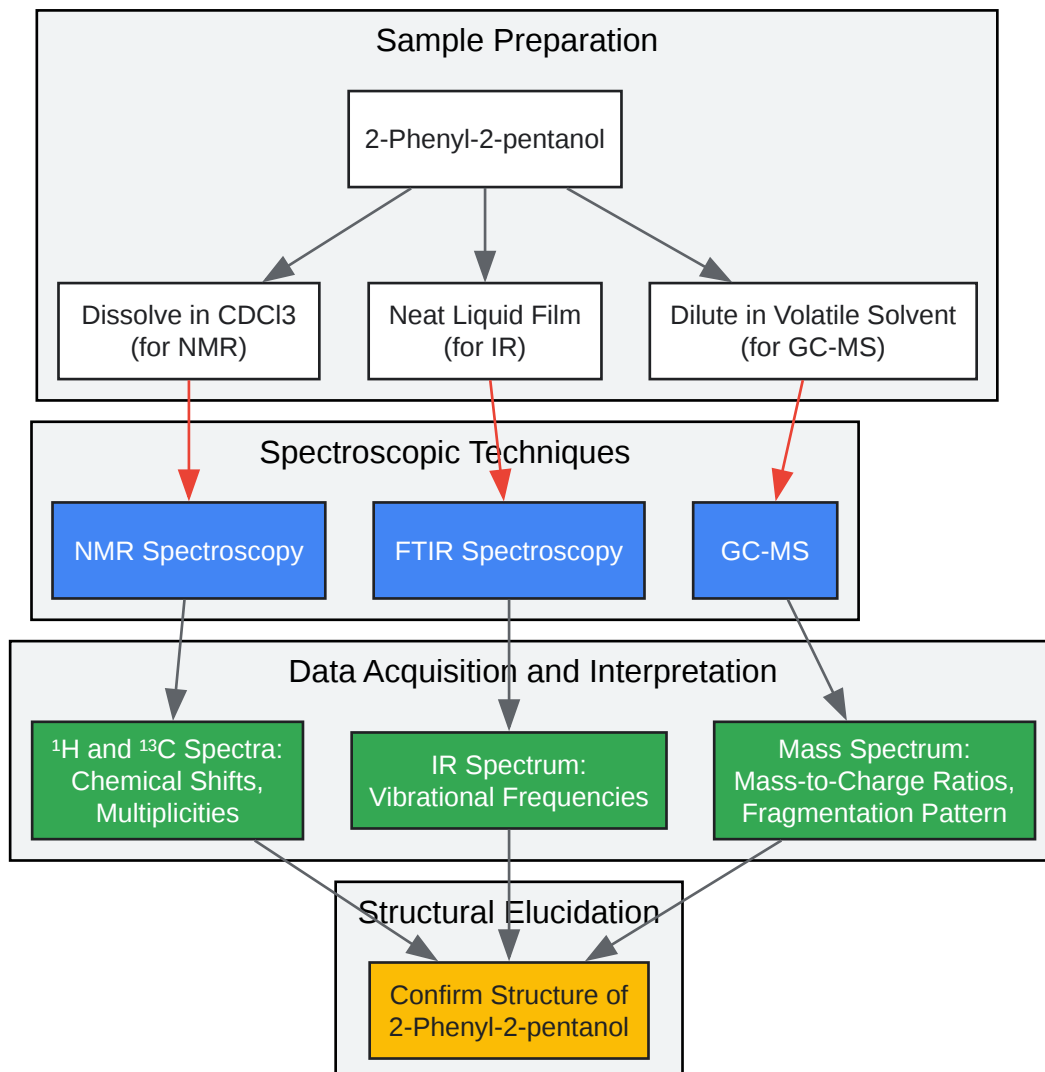 Sample Preparation
2-Phenyl-2-pentanol
Dissolve in CDCl3
(for NMR)
Neat Liquid Film
(for IR)
Dilute in Volatile Solvent
(for GC-MS)
Spectroscopic Techniques
NMR Spectroscopy
FTIR Spectroscopy
GC-MS
Data Acquisition and Interpretation
¹H and ¹³C Spectra:
Chemical Shifts,
Multiplicities
IR Spectrum:
Vibrational Frequencies
Mass Spectrum:
Mass-to-Charge Ratios,
Fragmentation Pattern
Structural Elucidation
Confirm Structure of
2-Phenyl-2-pentanol